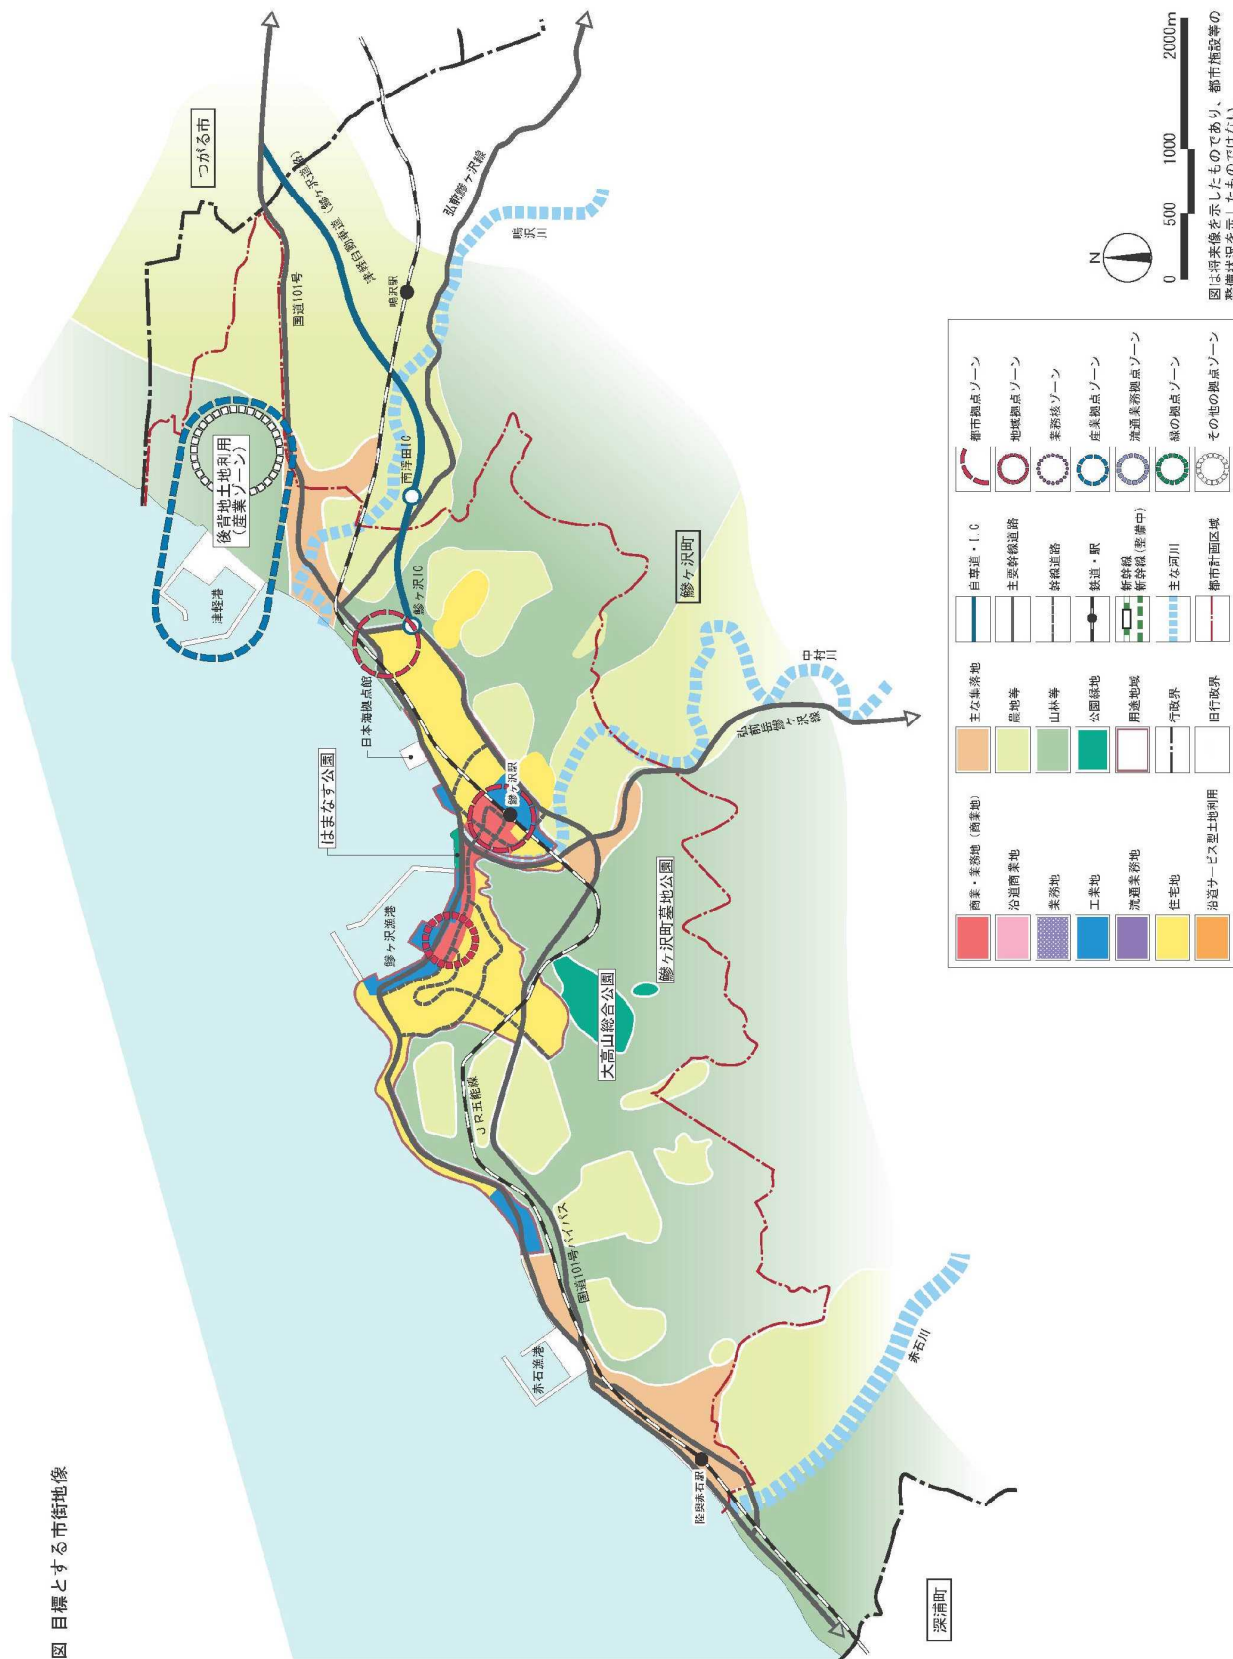 図 目標とする市街地像
つがる市
津軽自動車道（鰺ヶ沢道路）
弘前鰺ヶ沢線
鳴沢川
国道101号
鳴沢駅
後背地土地利用
（産業ゾーン）
津軽港
南浮田IC
鰺ヶ沢IC
鰺ヶ沢町
中村川
弘前岳鰺ヶ沢線
日本海拠点館
はまなす公園
鰺ヶ沢駅
鰺ヶ沢漁港
鰺ヶ沢町墓地公園
大高山総合公園
ＪＲ五能線
国道101号バイパス
赤石漁港
赤石川
陸奥赤石駅
深浦町
N
0 500 1000 2000m
図は将来像を示したものであり、都市施設等の
整備状況を示したものではない
商業・業務地（商業地）
沿道商業地
業務地
工業地
流通業務地
住宅地
沿道サービス型土地利用
主な集落地
農地等
山林等
公園緑地
用途地域
行政界
旧行政界
自専道・I.C
主要幹線道路
幹線道路
鉄道・駅
新幹線
新幹線(整備中)
主な河川
都市計画区域
都市拠点ゾーン
地域拠点ゾーン
業務核ゾーン
産業拠点ゾーン
流通業務拠点ゾーン
緑の拠点ゾーン
その他の拠点ゾーン